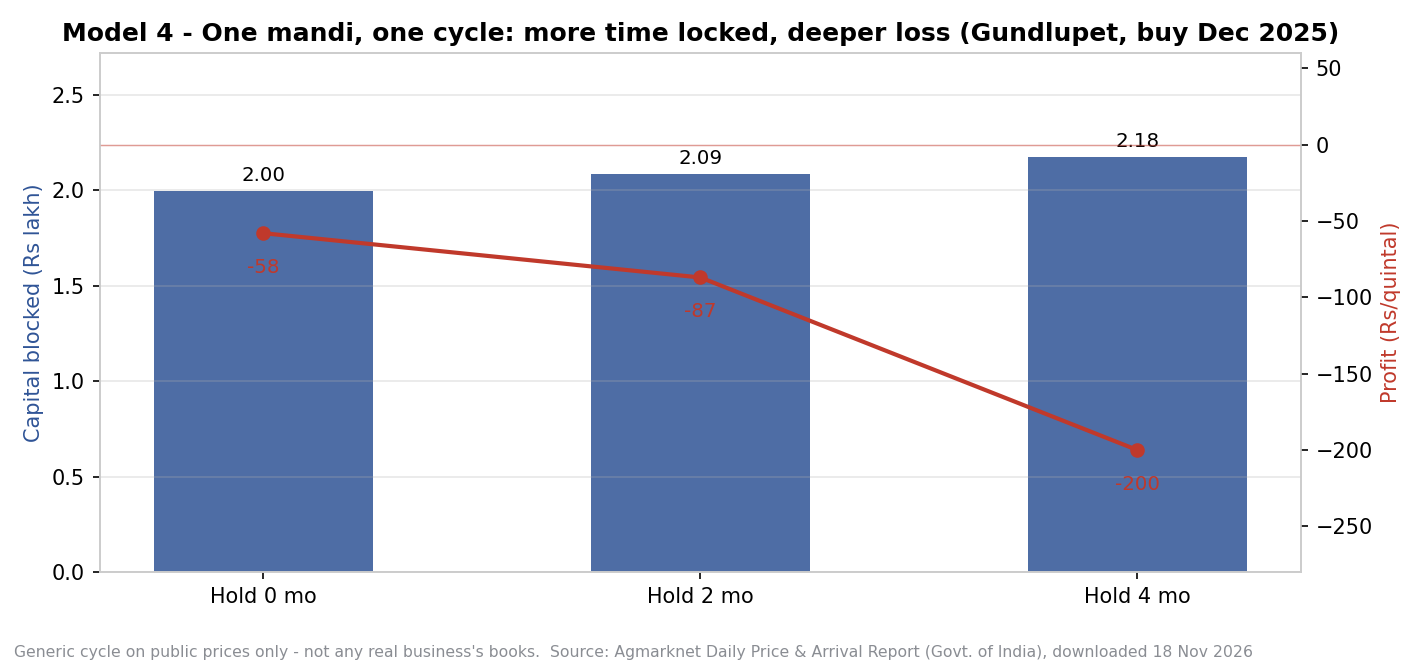 Model 4 - One mandi, one cycle: more time locked, deeper loss (Gundlupet, buy Dec 2025)
Capital blocked (Rs lakh)
2.5
2.0
1.5
1.0
0.5
0.0
2.00
2.09
2.18
-58
-87
-200
50
0
−50
−100
−150
−200
−250
Profit (Rs/quintal)
Hold 0 mo
Hold 2 mo
Hold 4 mo
Generic cycle on public prices only - not any real business's books.  Source: Agmarknet Daily Price & Arrival Report (Govt. of India), downloaded 18 Nov 2026